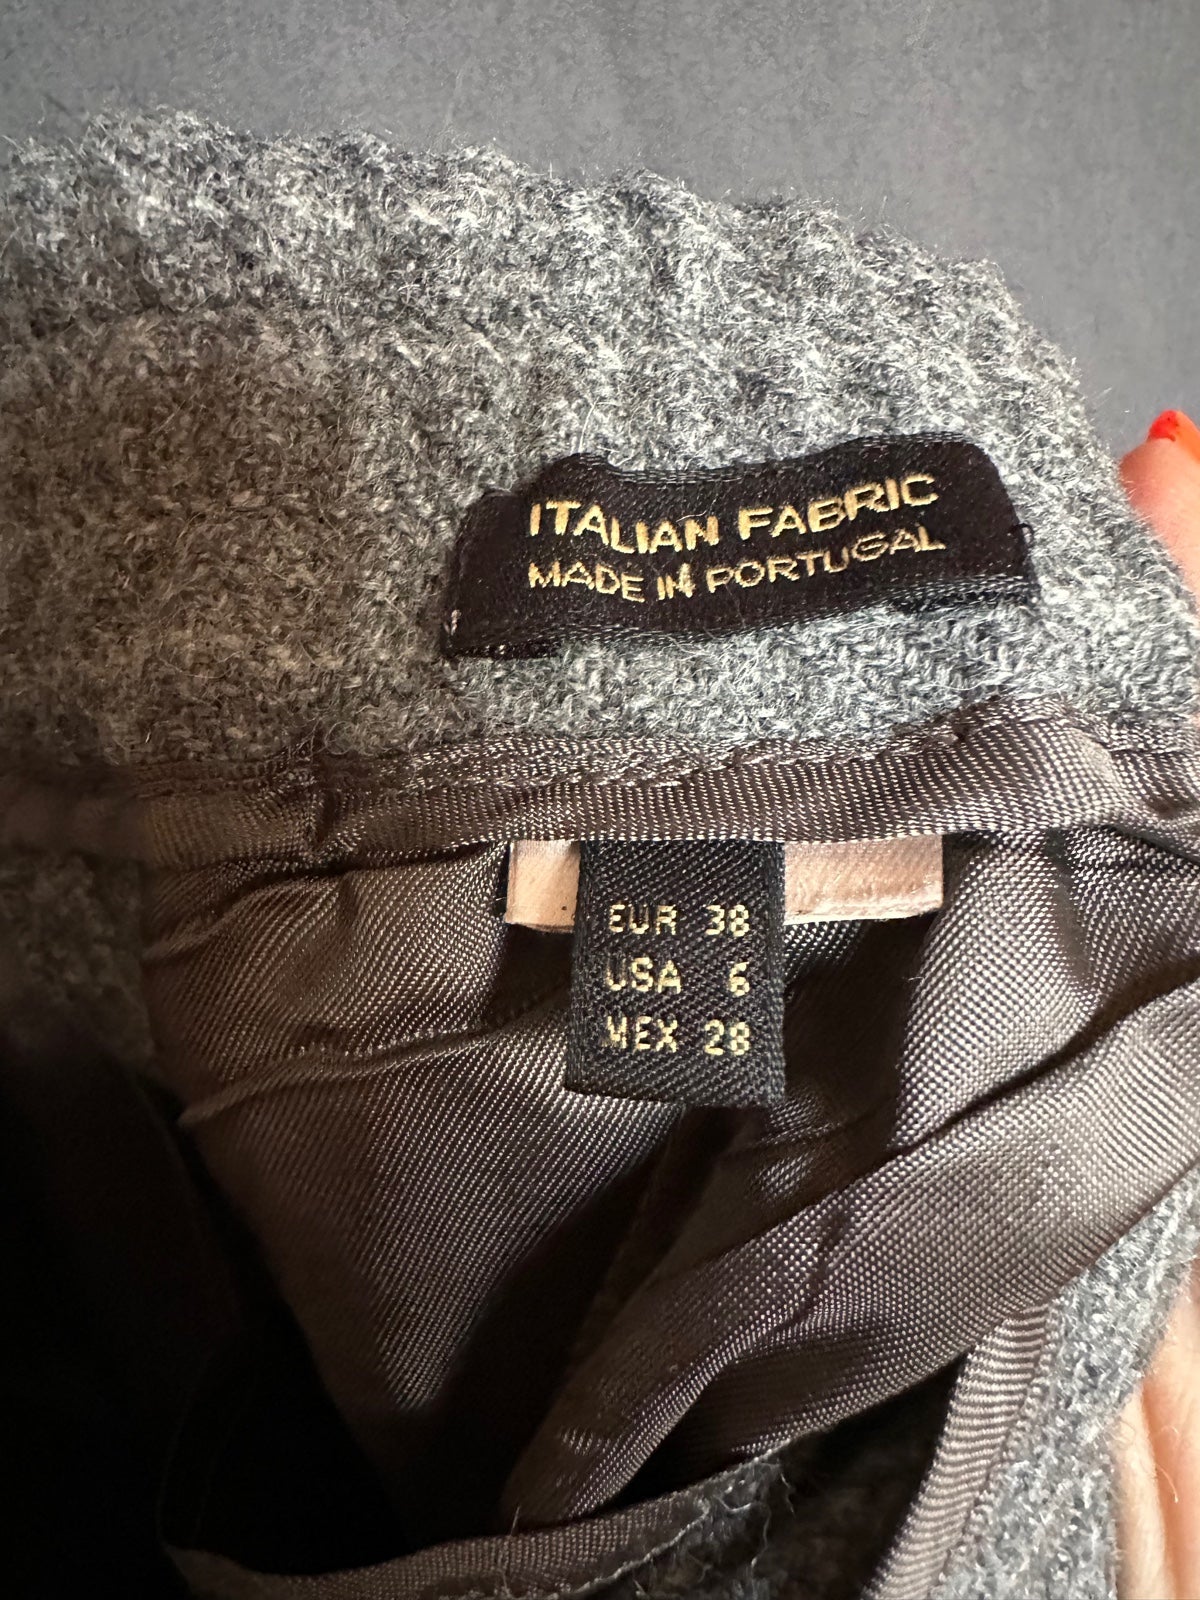 ITALIAN FABRIC
MADE IN PORTUGAL
EUR 38
USA 6
MEX 28